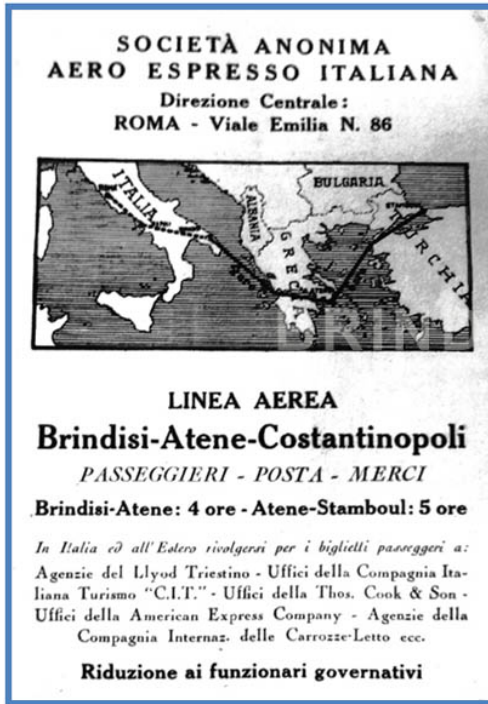 SOCIETÀ ANONIMA
AERO ESPRESSO ITALIANA
Direzione Centrale:
ROMA - Viale Emilia N. 86
ITALIA
ALBANIA
BULGARIA
GRECIA
TURCHIA
BRIND
LINEA AEREA
Brindisi-Atene-Costantinopoli
PASSEGGIERI - POSTA - MERCI
Brindisi-Atene: 4 ore - Atene-Stamboul: 5 ore
In Italia ed all'Estero rivolgersi per i biglietti passeggeri a:
Agenzie del Llyod Triestino - Uffici della Compagnia Ita-
liana Turismo “C.I.T.” - Uffici della Thos. Cook & Son -
Uffici della American Express Company - Agenzie della
Compagnia Internaz. delle Carrozze-Letto ecc.
Riduzione ai funzionari governativi